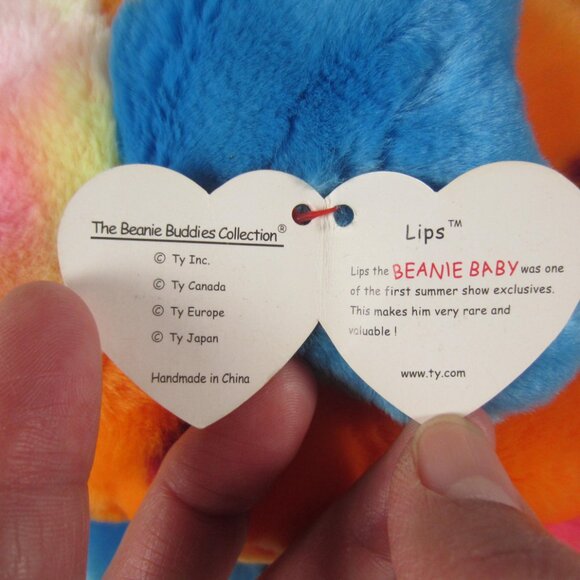 The Beanie Buddies Collection®
© Ty Inc.
© Ty Canada
© Ty Europe
© Ty Japan
Handmade in China
Lips™
Lips the BEANIE BABY was one
of the first summer show exclusives.
This makes him very rare and
valuable !
www.ty.com